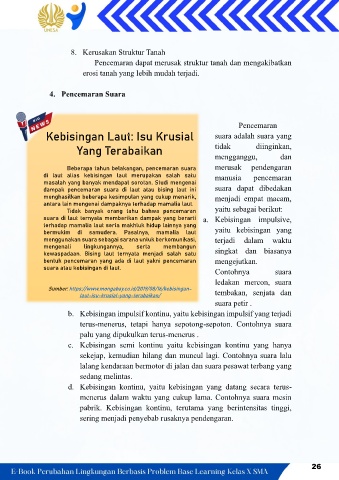 UNESA
8. Kerusakan Struktur Tanah
Pencemaran dapat merusak struktur tanah dan mengakibatkan
erosi tanah yang lebih mudah terjadi.
4. Pencemaran Suara
BIG
NEWS
Kebisingan Laut: Isu Krusial
Yang Terabaikan
Beberapa tahun belakangan, pencemaran suara
di laut alias kebisingan laut merupakan salah satu
masalah yang banyak mendapat sorotan. Studi mengenai
dampak pencemaran suara di laut atau bising laut ini
menghasilkan beberapa kesimpulan yang cukup menarik,
antara lain mengenai dampaknya terhadap mamalia laut.
Tidak banyak orang tahu bahwa pencemaran
suara di laut ternyata memberikan dampak yang berarti
terhadap mamalia laut serta makhluk hidup lainnya yang
bermukim di samudera. Pasalnya, mamalia laut
menggunakan suara sebagai sarana untuk berkomunikasi,
mengenali lingkungannya, serta membangun
kewaspadaan. Bising laut ternyata menjadi salah satu
bentuk pencemaran yang ada di laut yakni pencemaran
suara atau kebisingan di laut.
Sumber: https://www.mongabay.co.id/2019/08/16/kebisingan-
laut-isu-krusial-yang-terabaikan/
Pencemaran
suara adalah suara yang
tidak diinginkan,
mengganggu, dan
merusak pendengaran
manusia pencemaran
suara dapat dibedakan
menjadi empat macam,
yaitu sebagai berikut:
a. Kebisingan impulsive,
yaitu kebisingan yang
terjadi dalam waktu
singkat dan biasanya
mengejutkan.
Contohnya suara
ledakan mercon, suara
tembakan, senjata dan
suara petir .
b. Kebisingan impulsif kontinu, yaitu kebisingan impulsif yang terjadi
terus-menerus, tetapi hanya sepotong-sepoton. Contohnya suara
palu yang dipukulkan terus-menerus .
c. Kebisingan semi kontinu yaitu kebisingan kontinu yang hanya
sekejap, kemudian hilang dan muncul lagi. Contohnya suara lalu
lalang kendaraan bermotor di jalan dan suara pesawat terbang yang
sedang melintas.
d. Kebisingan kontinu, yaitu kebisingan yang datang secara terus-
menerus dalam waktu yang cukup lama. Contohnya suara mesin
pabrik. Kebisingan kontinu, terutama yang berintensitas tinggi,
sering menjadi penyebab rusaknya pendengaran.
E-Book Perubahan Lingkungan Berbasis Problem Base Learning Kelas X SMA
26